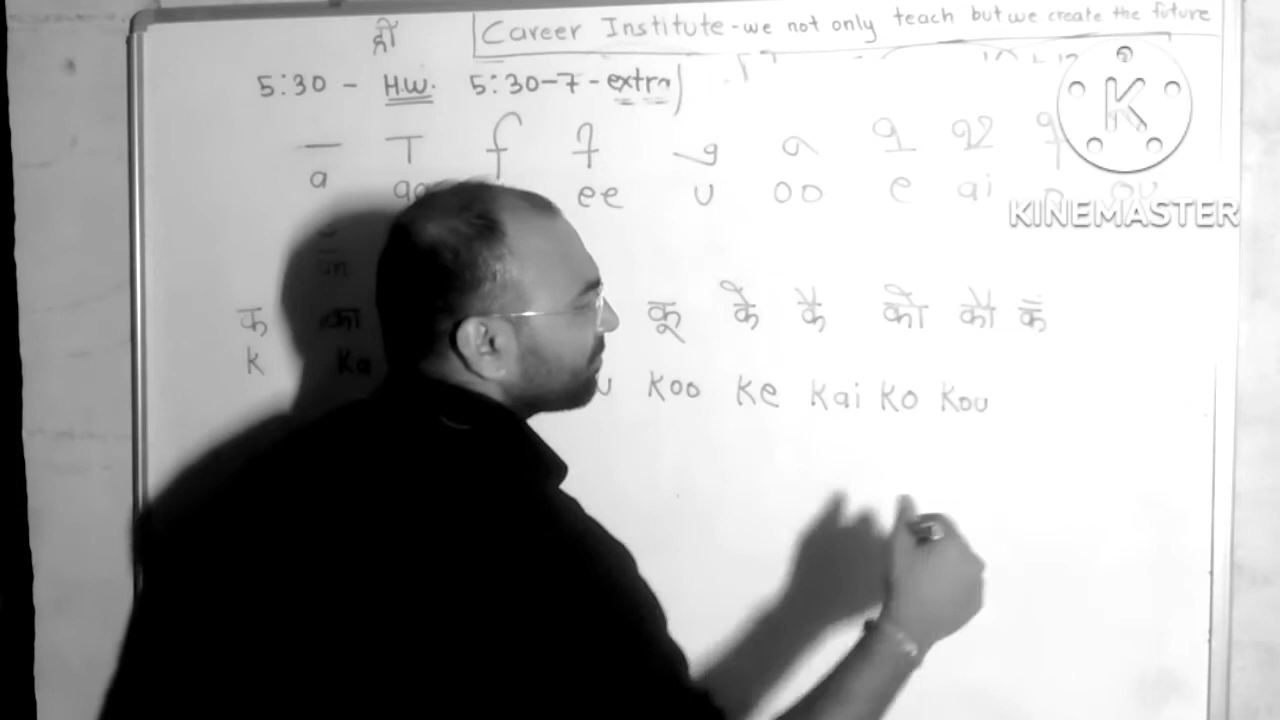 ही Career Institute-we not only teach but we create the future
5:30 - H.W. 5:30-7-extra)
a ee u oo e ai
क का कू के कै को कौ कं
k Ka Koo Ke Kai Ko Kou
K
KINEMASTER